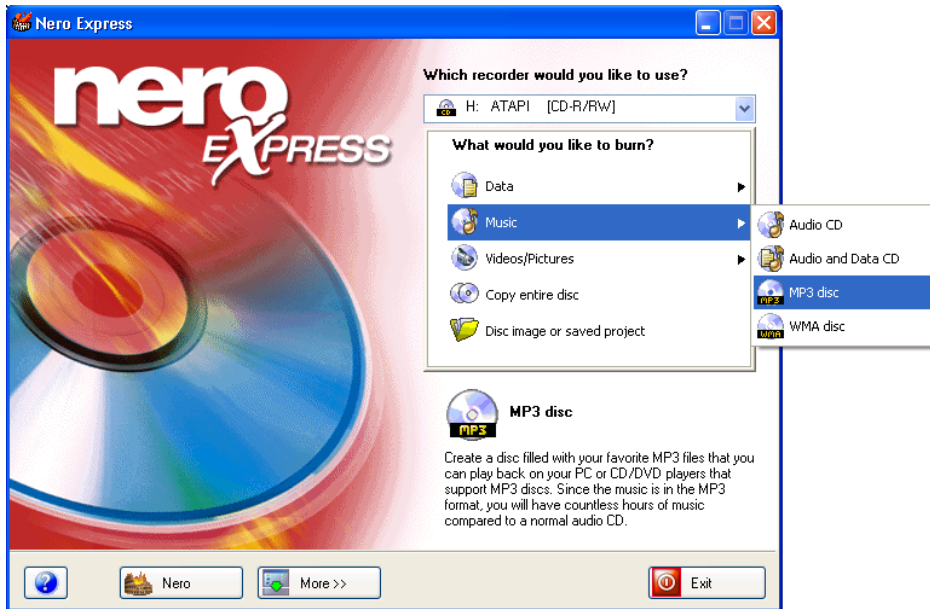 Nero Express
nero
EXPRESS
Which recorder would you like to use?
H: ATAPI [CD-R/RW]
What would you like to burn?
Data
Music
Videos/Pictures
Copy entire disc
Disc image or saved project
Audio CD
Audio and Data CD
MP3 disc
WMA disc
MP3 disc
Create a disc filled with your favorite MP3 files that you
can play back on your PC or CD/DVD players that
support MP3 discs. Since the music is in the MP3
format, you will have countless hours of music
compared to a normal audio CD.
Nero
More >>
Exit